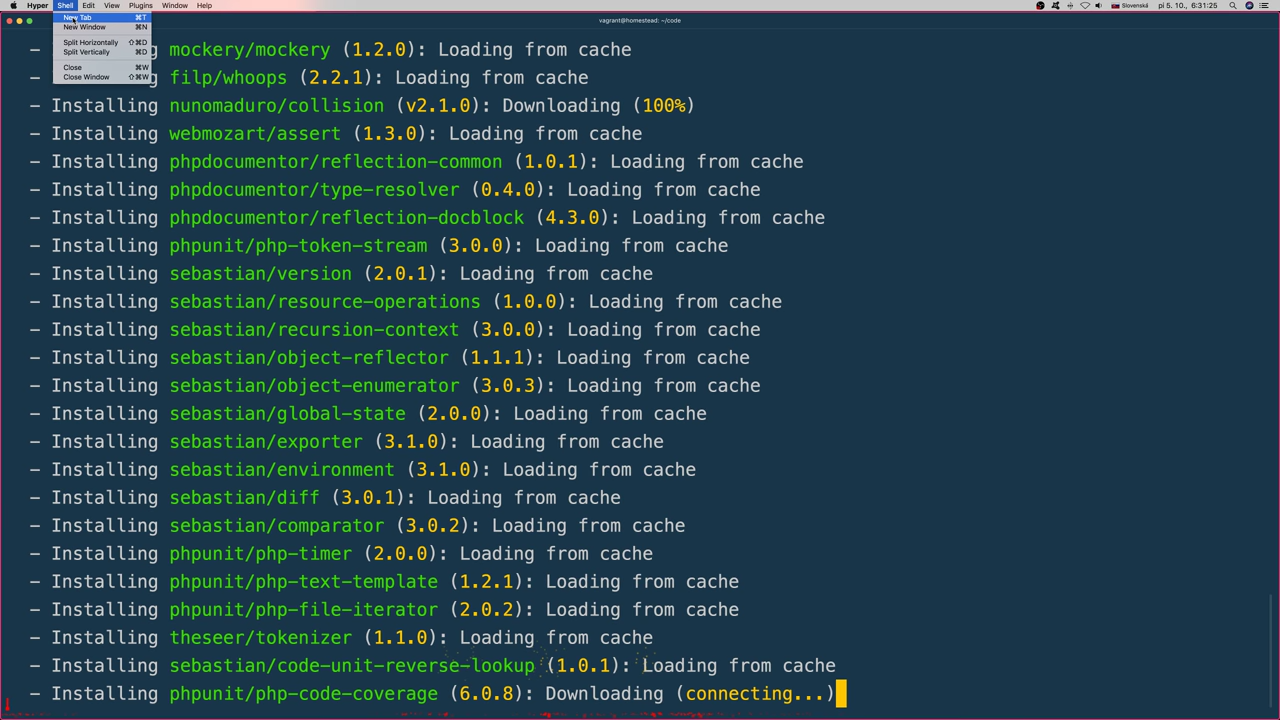 Hyper Shell Edit View Plugins Window Help
Slovenská pi 5. 10., 6:31:25
vagrant@homestead: ~/code
New Tab ⌘T
New Window ⌘N
Split Horizontally ⇧⌘D
Split Vertically ⌘D
Close ⌘W
Close Window ⇧⌘W
– mockery/mockery (1.2.0): Loading from cache
– g filp/whoops (2.2.1): Loading from cache
– Installing nunomaduro/collision (v2.1.0): Downloading (100%)
– Installing webmozart/assert (1.3.0): Loading from cache
– Installing phpdocumentor/reflection-common (1.0.1): Loading from cache
– Installing phpdocumentor/type-resolver (0.4.0): Loading from cache
– Installing phpdocumentor/reflection-docblock (4.3.0): Loading from cache
– Installing phpunit/php-token-stream (3.0.0): Loading from cache
– Installing sebastian/version (2.0.1): Loading from cache
– Installing sebastian/resource-operations (1.0.0): Loading from cache
– Installing sebastian/recursion-context (3.0.0): Loading from cache
– Installing sebastian/object-reflector (1.1.1): Loading from cache
– Installing sebastian/object-enumerator (3.0.3): Loading from cache
– Installing sebastian/global-state (2.0.0): Loading from cache
– Installing sebastian/exporter (3.1.0): Loading from cache
– Installing sebastian/environment (3.1.0): Loading from cache
– Installing sebastian/diff (3.0.1): Loading from cache
– Installing sebastian/comparator (3.0.2): Loading from cache
– Installing phpunit/php-timer (2.0.0): Loading from cache
– Installing phpunit/php-text-template (1.2.1): Loading from cache
– Installing phpunit/php-file-iterator (2.0.2): Loading from cache
– Installing theseer/tokenizer (1.1.0): Loading from cache
– Installing sebastian/code-unit-reverse-lookup (1.0.1): Loading from cache
– Installing phpunit/php-code-coverage (6.0.8): Downloading (connecting...)